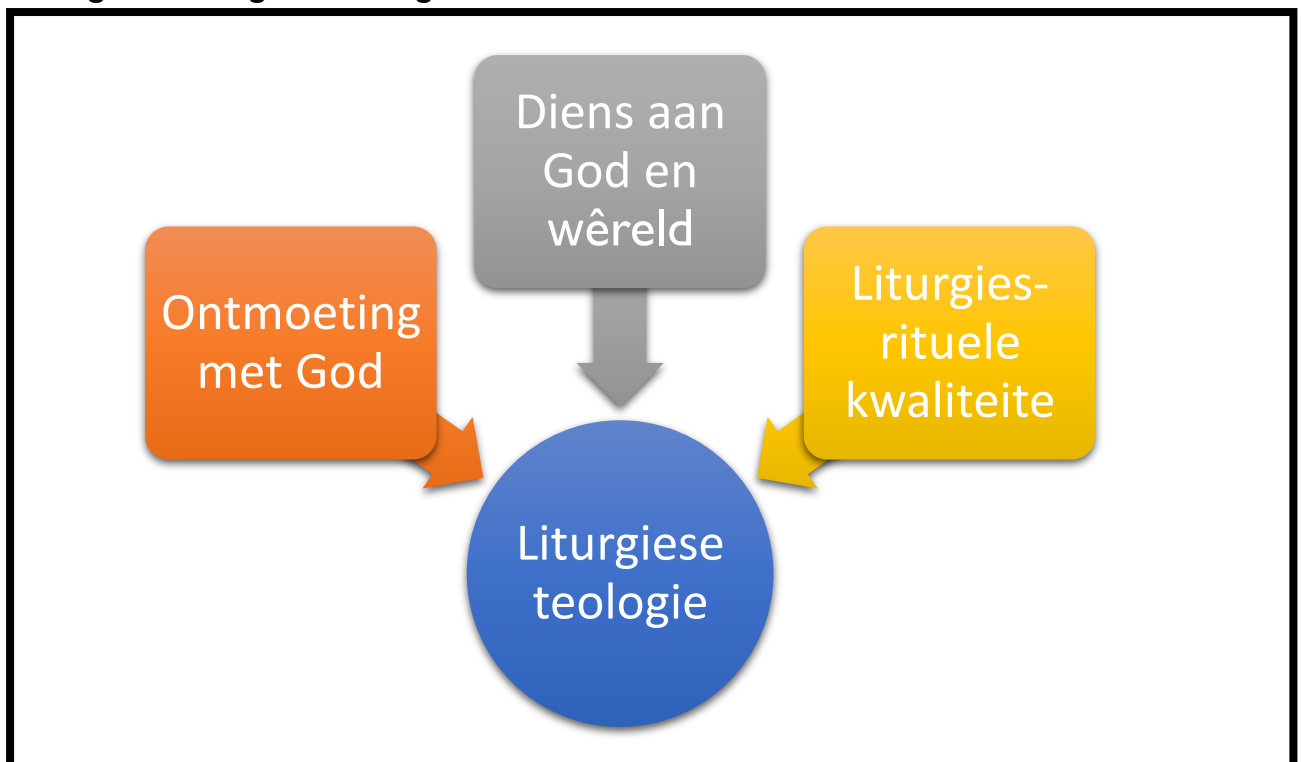 Diens aan
God en
wêreld
Ontmoeting
met God
Liturgies-
rituele
kwaliteite
Liturgiese
teologie